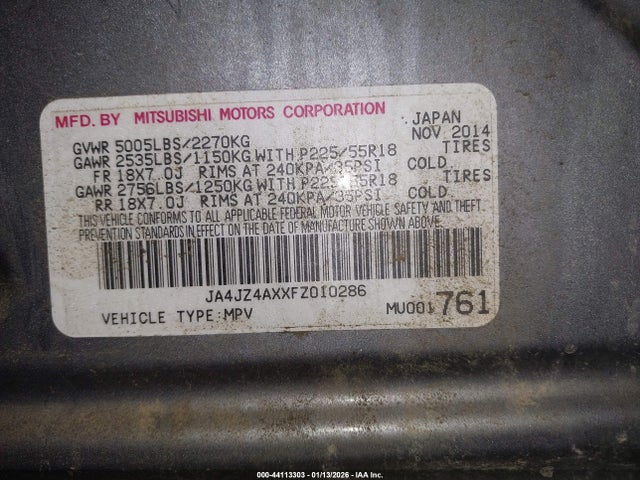 MFD. BY MITSUBISHI MOTORS CORPORATION JAPAN
NOV. 2014
GVWR 5005LBS/2270KG
GAWR 2535LBS/1150KG WITH P225/55R18 TIRES
FR 18X7.0J RIMS AT 240KPA/35PSI COLD.
GAWR 2756LBS/1250KG WITH P225/55R18 TIRES
RR 18X7.0J RIMS AT 240KPA/35PSI COLD.
THIS VEHICLE CONFORMS TO ALL APPLICABLE FEDERAL MOTOR VEHICLE SAFETY AND THEFT
PREVENTION STANDARDS IN EFFECT ON THE DATE OF MANUFACTURE SHOWN ABOVE.
JA4JZ4AXXFZ010286
VEHICLE TYPE:MPV MU001 761
000-44113303 - 01/13/2026 - IAA Inc.